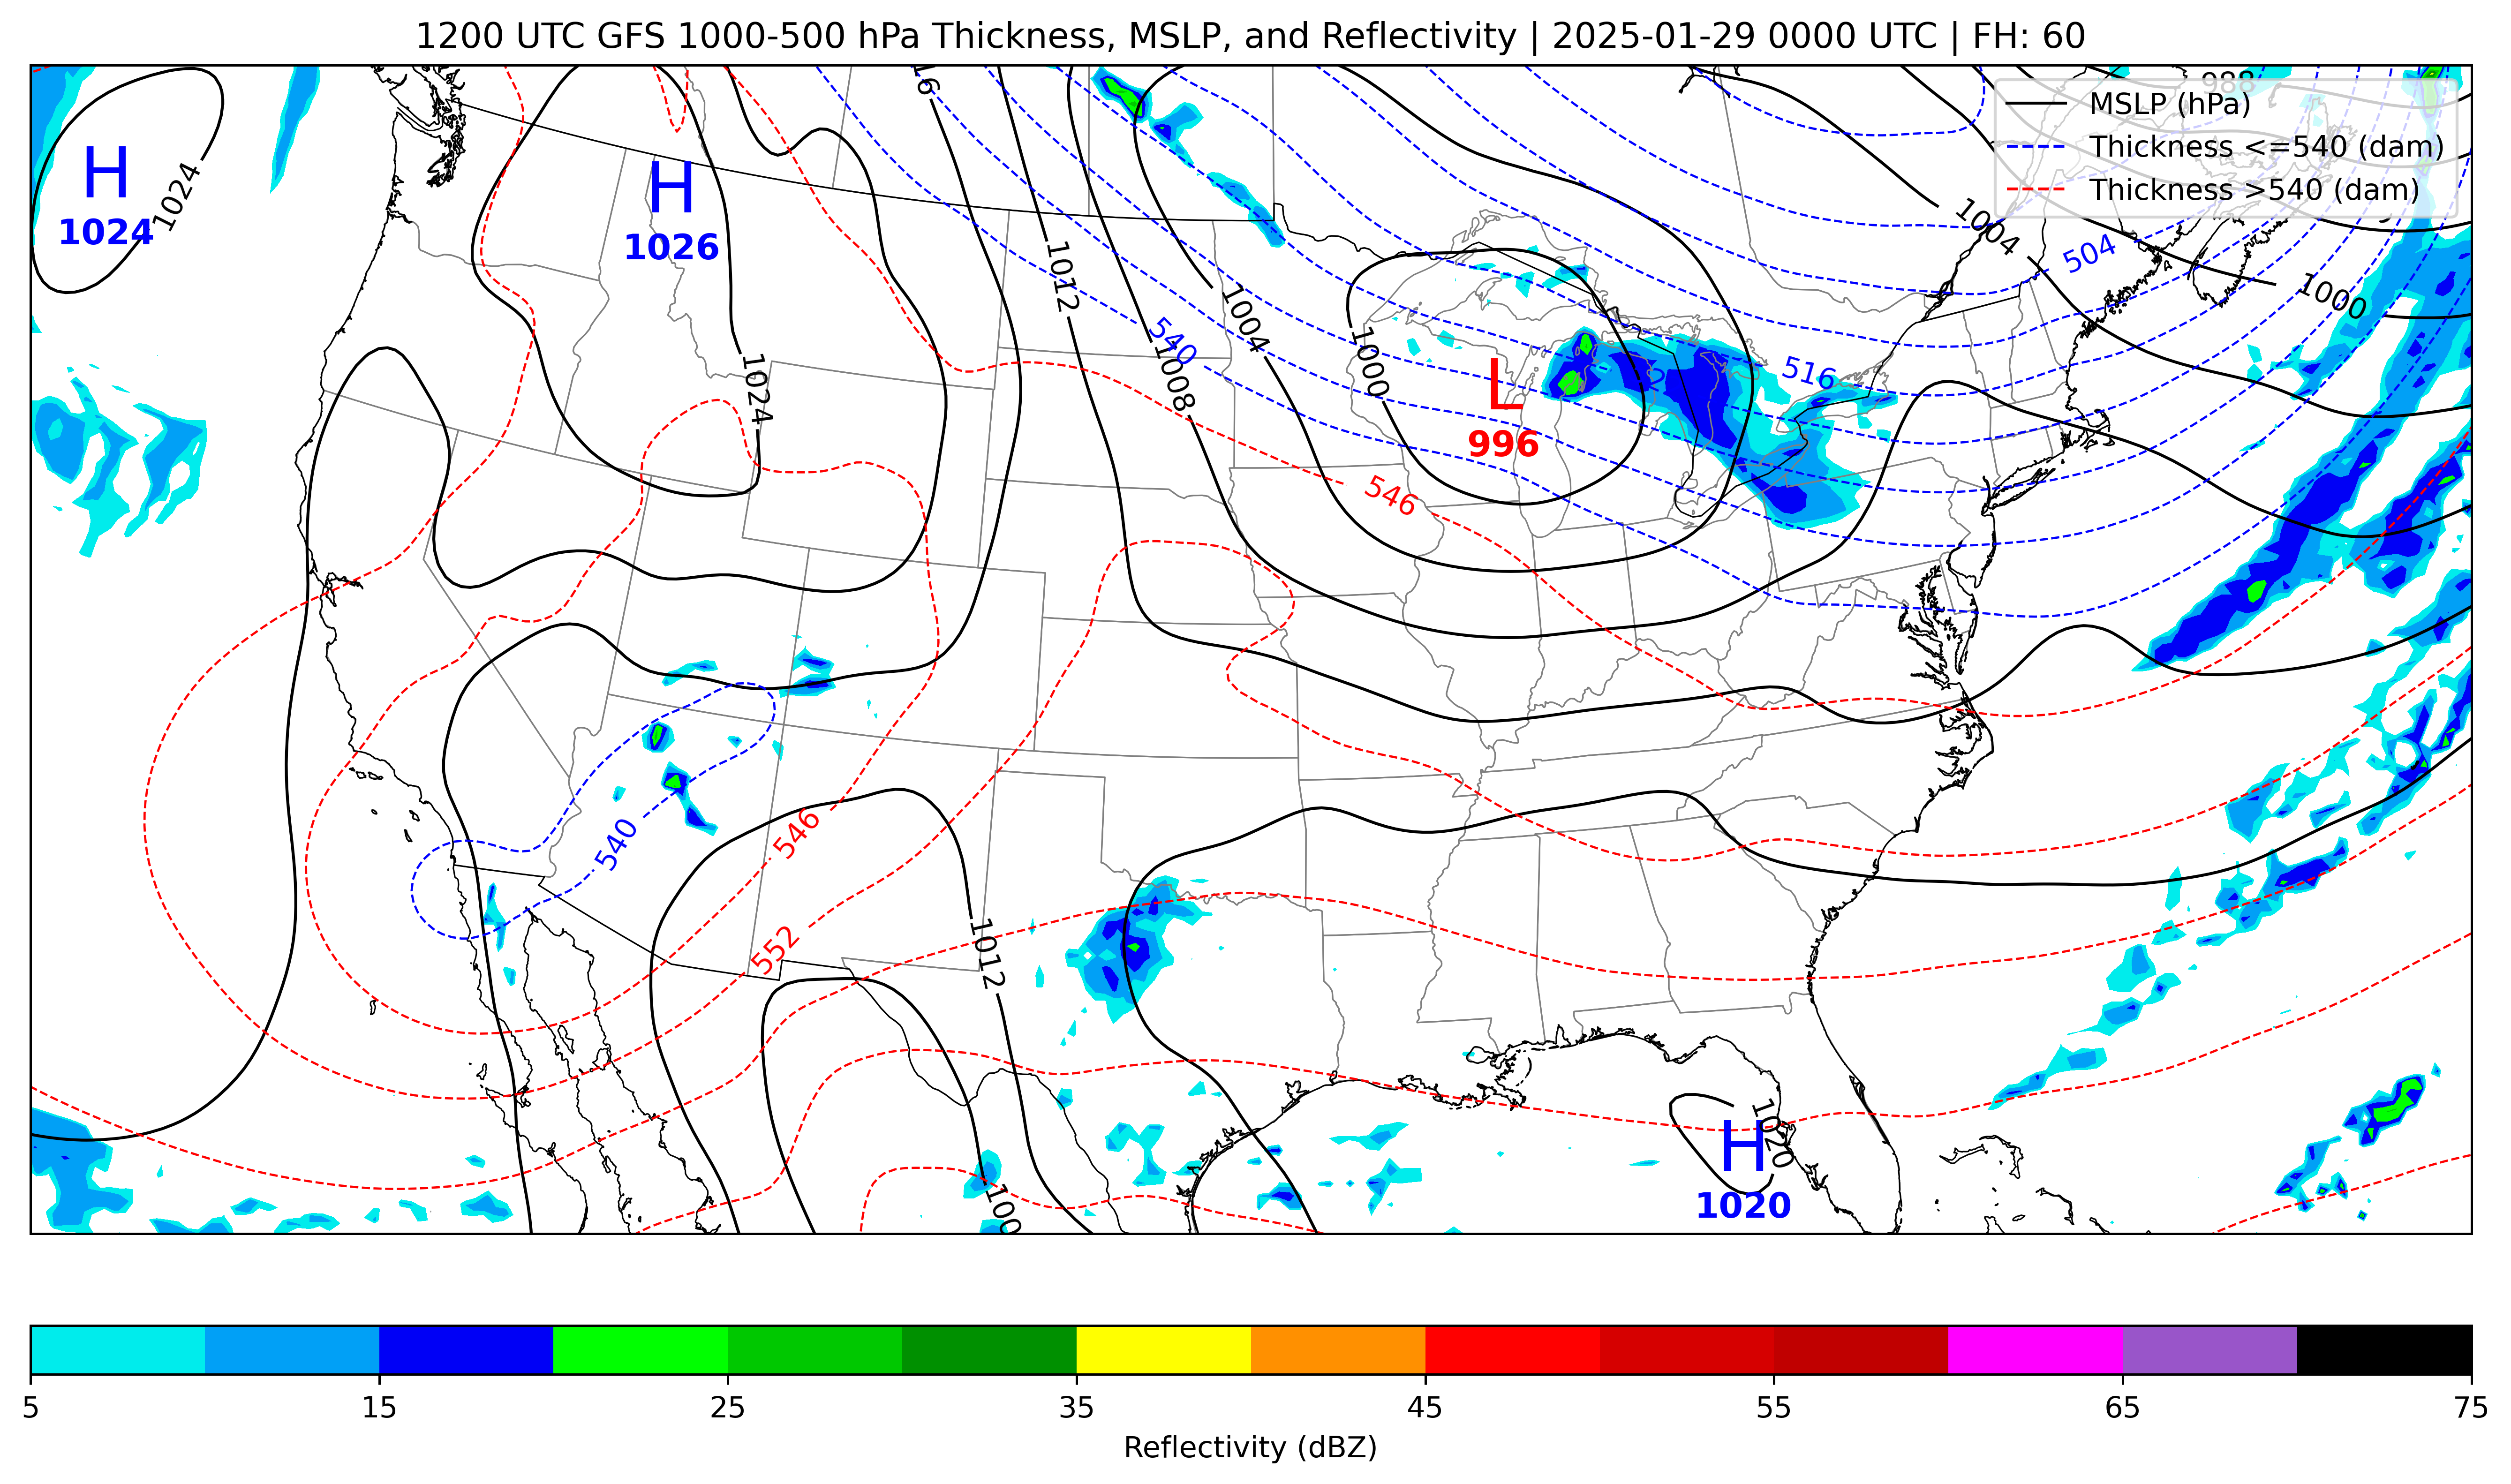 1200 UTC GFS 1000-500 hPa Thickness, MSLP, and Reflectivity | 2025-01-29 0000 UTC | FH: 60
988
MSLP (hPa)
Thickness <=540 (dam)
Thickness >540 (dam)
H
1024
1024
H
1026
1004
504
1000
1012
1004
540
1008
1000
L
996
516
1024
546
540
546
552
1012
1020
H
1020
100
5 15 25 35 45 55 65 75
Reflectivity (dBZ)